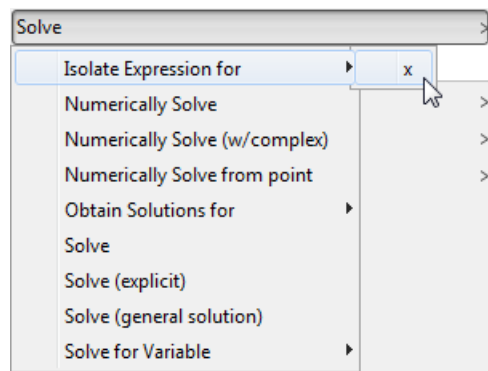 Solve >
Isolate Expression for
x
Numerically Solve
>
Numerically Solve (w/complex)
>
Numerically Solve from point
>
Obtain Solutions for
Solve
Solve (explicit)
Solve (general solution)
Solve for Variable